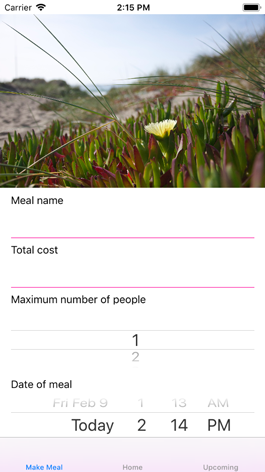 Carrier 2:15 PM
Meal name
Total cost
Maximum number of people
1
2
Date of meal
Fri Feb 9 1 13 AM
Today 2 14 PM
Make Meal Home Upcoming